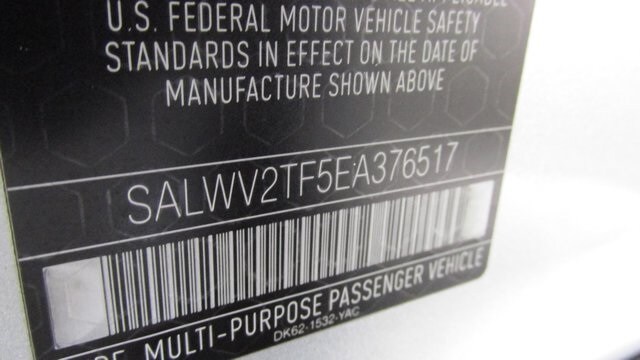 U.S. FEDERAL MOTOR VEHICLE SAFETY
STANDARDS IN EFFECT ON THE DATE OF
MANUFACTURE SHOWN ABOVE
SALWV2TF5EA376517
MULTI-PURPOSE PASSENGER VEHICLE
DK62-1532-YAC